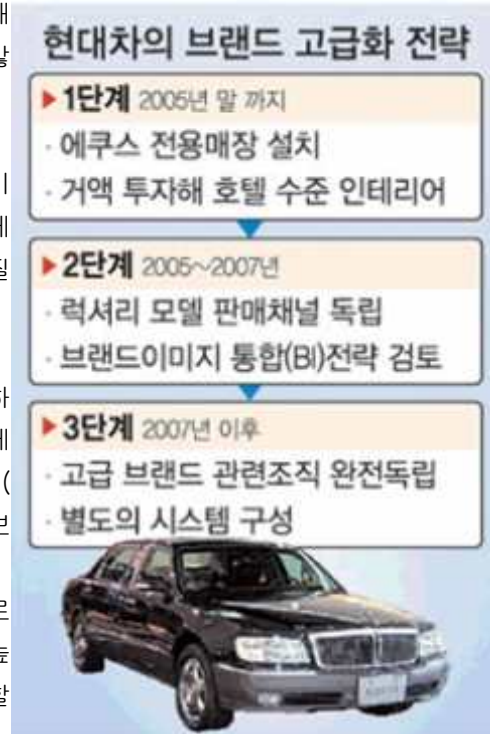 현대차의 브랜드 고급화 전략
▶1단계 2005년 말 까지
· 에쿠스 전용매장 설치
· 거액 투자해 호텔 수준 인테리어
▶2단계 2005~2007년
· 럭셔리 모델 판매채널 독립
· 브랜드이미지 통합(BI)전략 검토
▶3단계 2007년 이후
· 고급 브랜드 관련조직 완전독립
· 별도의 시스템 구성